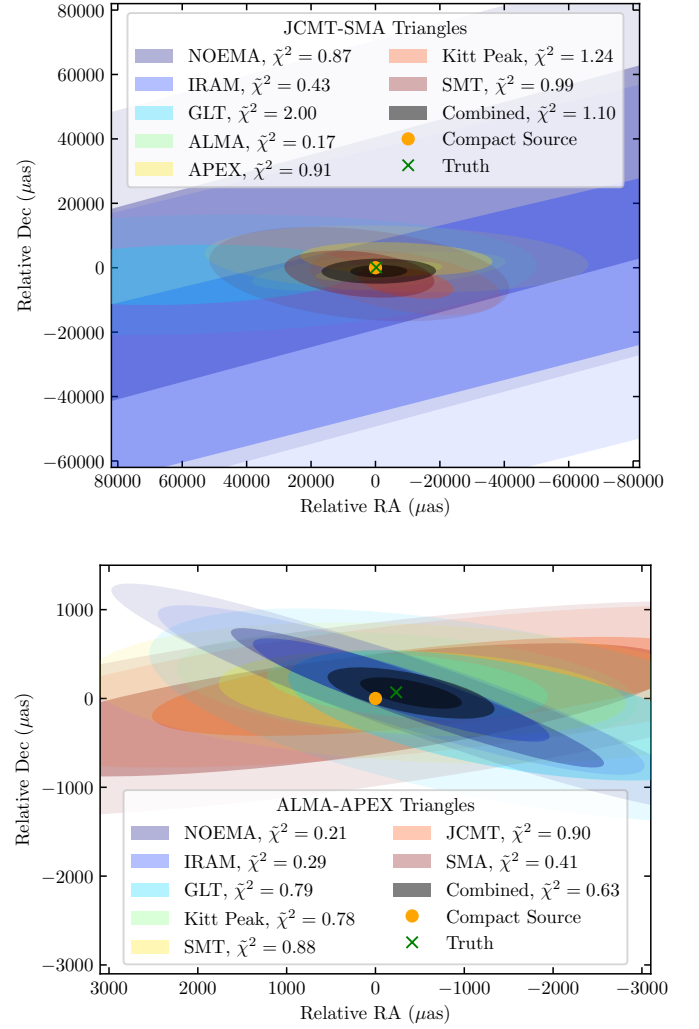 80000
60000
40000
20000
0
−20000
−40000
−60000
Relative Dec (μas)
JCMT-SMA Triangles
NOEMA, χ̃² = 0.87
IRAM, χ̃² = 0.43
GLT, χ̃² = 2.00
ALMA, χ̃² = 0.17
APEX, χ̃² = 0.91
Kitt Peak, χ̃² = 1.24
SMT, χ̃² = 0.99
Combined, χ̃² = 1.10
Compact Source
Truth
80000 60000 40000 20000 0 −20000 −40000 −60000 −80000
Relative RA (μas)
1000
0
−1000
−2000
−3000
Relative Dec (μas)
ALMA-APEX Triangles
NOEMA, χ̃² = 0.21
IRAM, χ̃² = 0.29
GLT, χ̃² = 0.79
Kitt Peak, χ̃² = 0.78
SMT, χ̃² = 0.88
JCMT, χ̃² = 0.90
SMA, χ̃² = 0.41
Combined, χ̃² = 0.63
Compact Source
Truth
3000 2000 1000 0 −1000 −2000 −3000
Relative RA (μas)